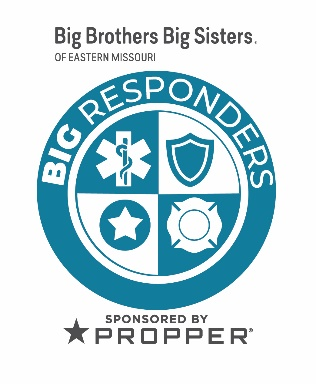 Big Brothers Big Sisters.
OF EASTERN MISSOURI
BIG RESPONDERS
SPONSORED BY
PROPPER®